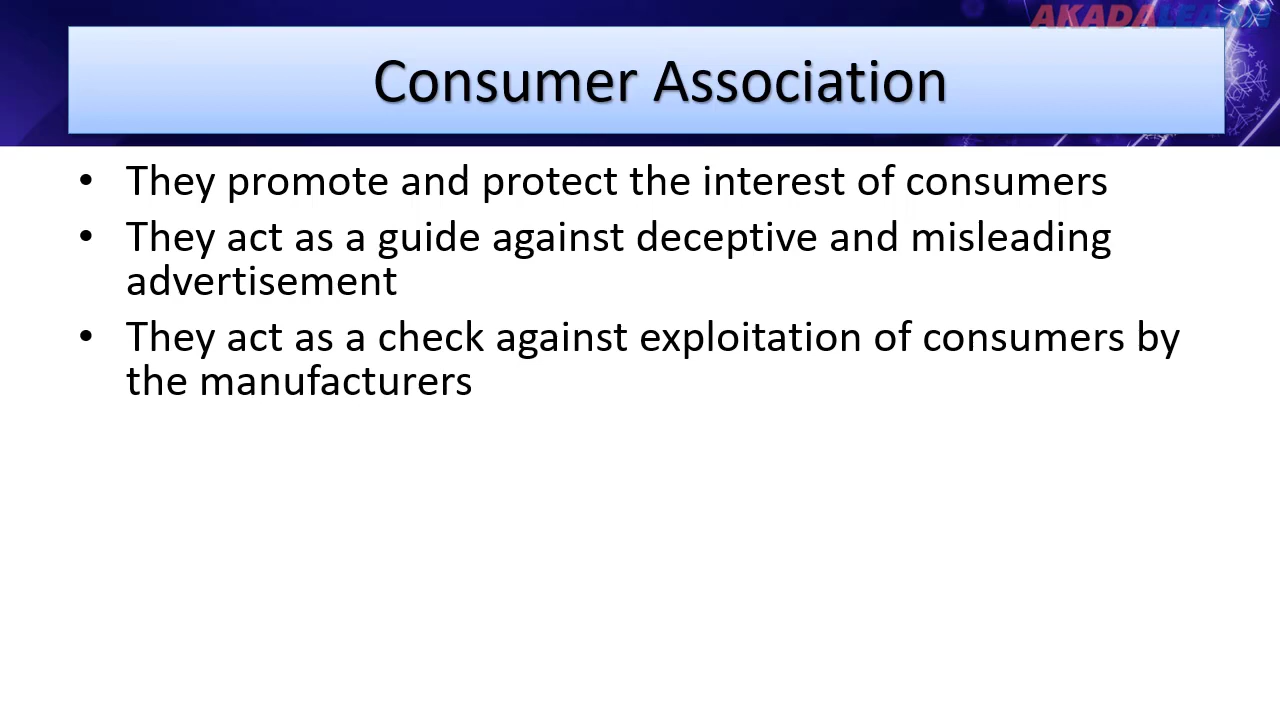 AKADALEARN
Consumer Association
• They promote and protect the interest of consumers
• They act as a guide against deceptive and misleading
advertisement
• They act as a check against exploitation of consumers by
the manufacturers